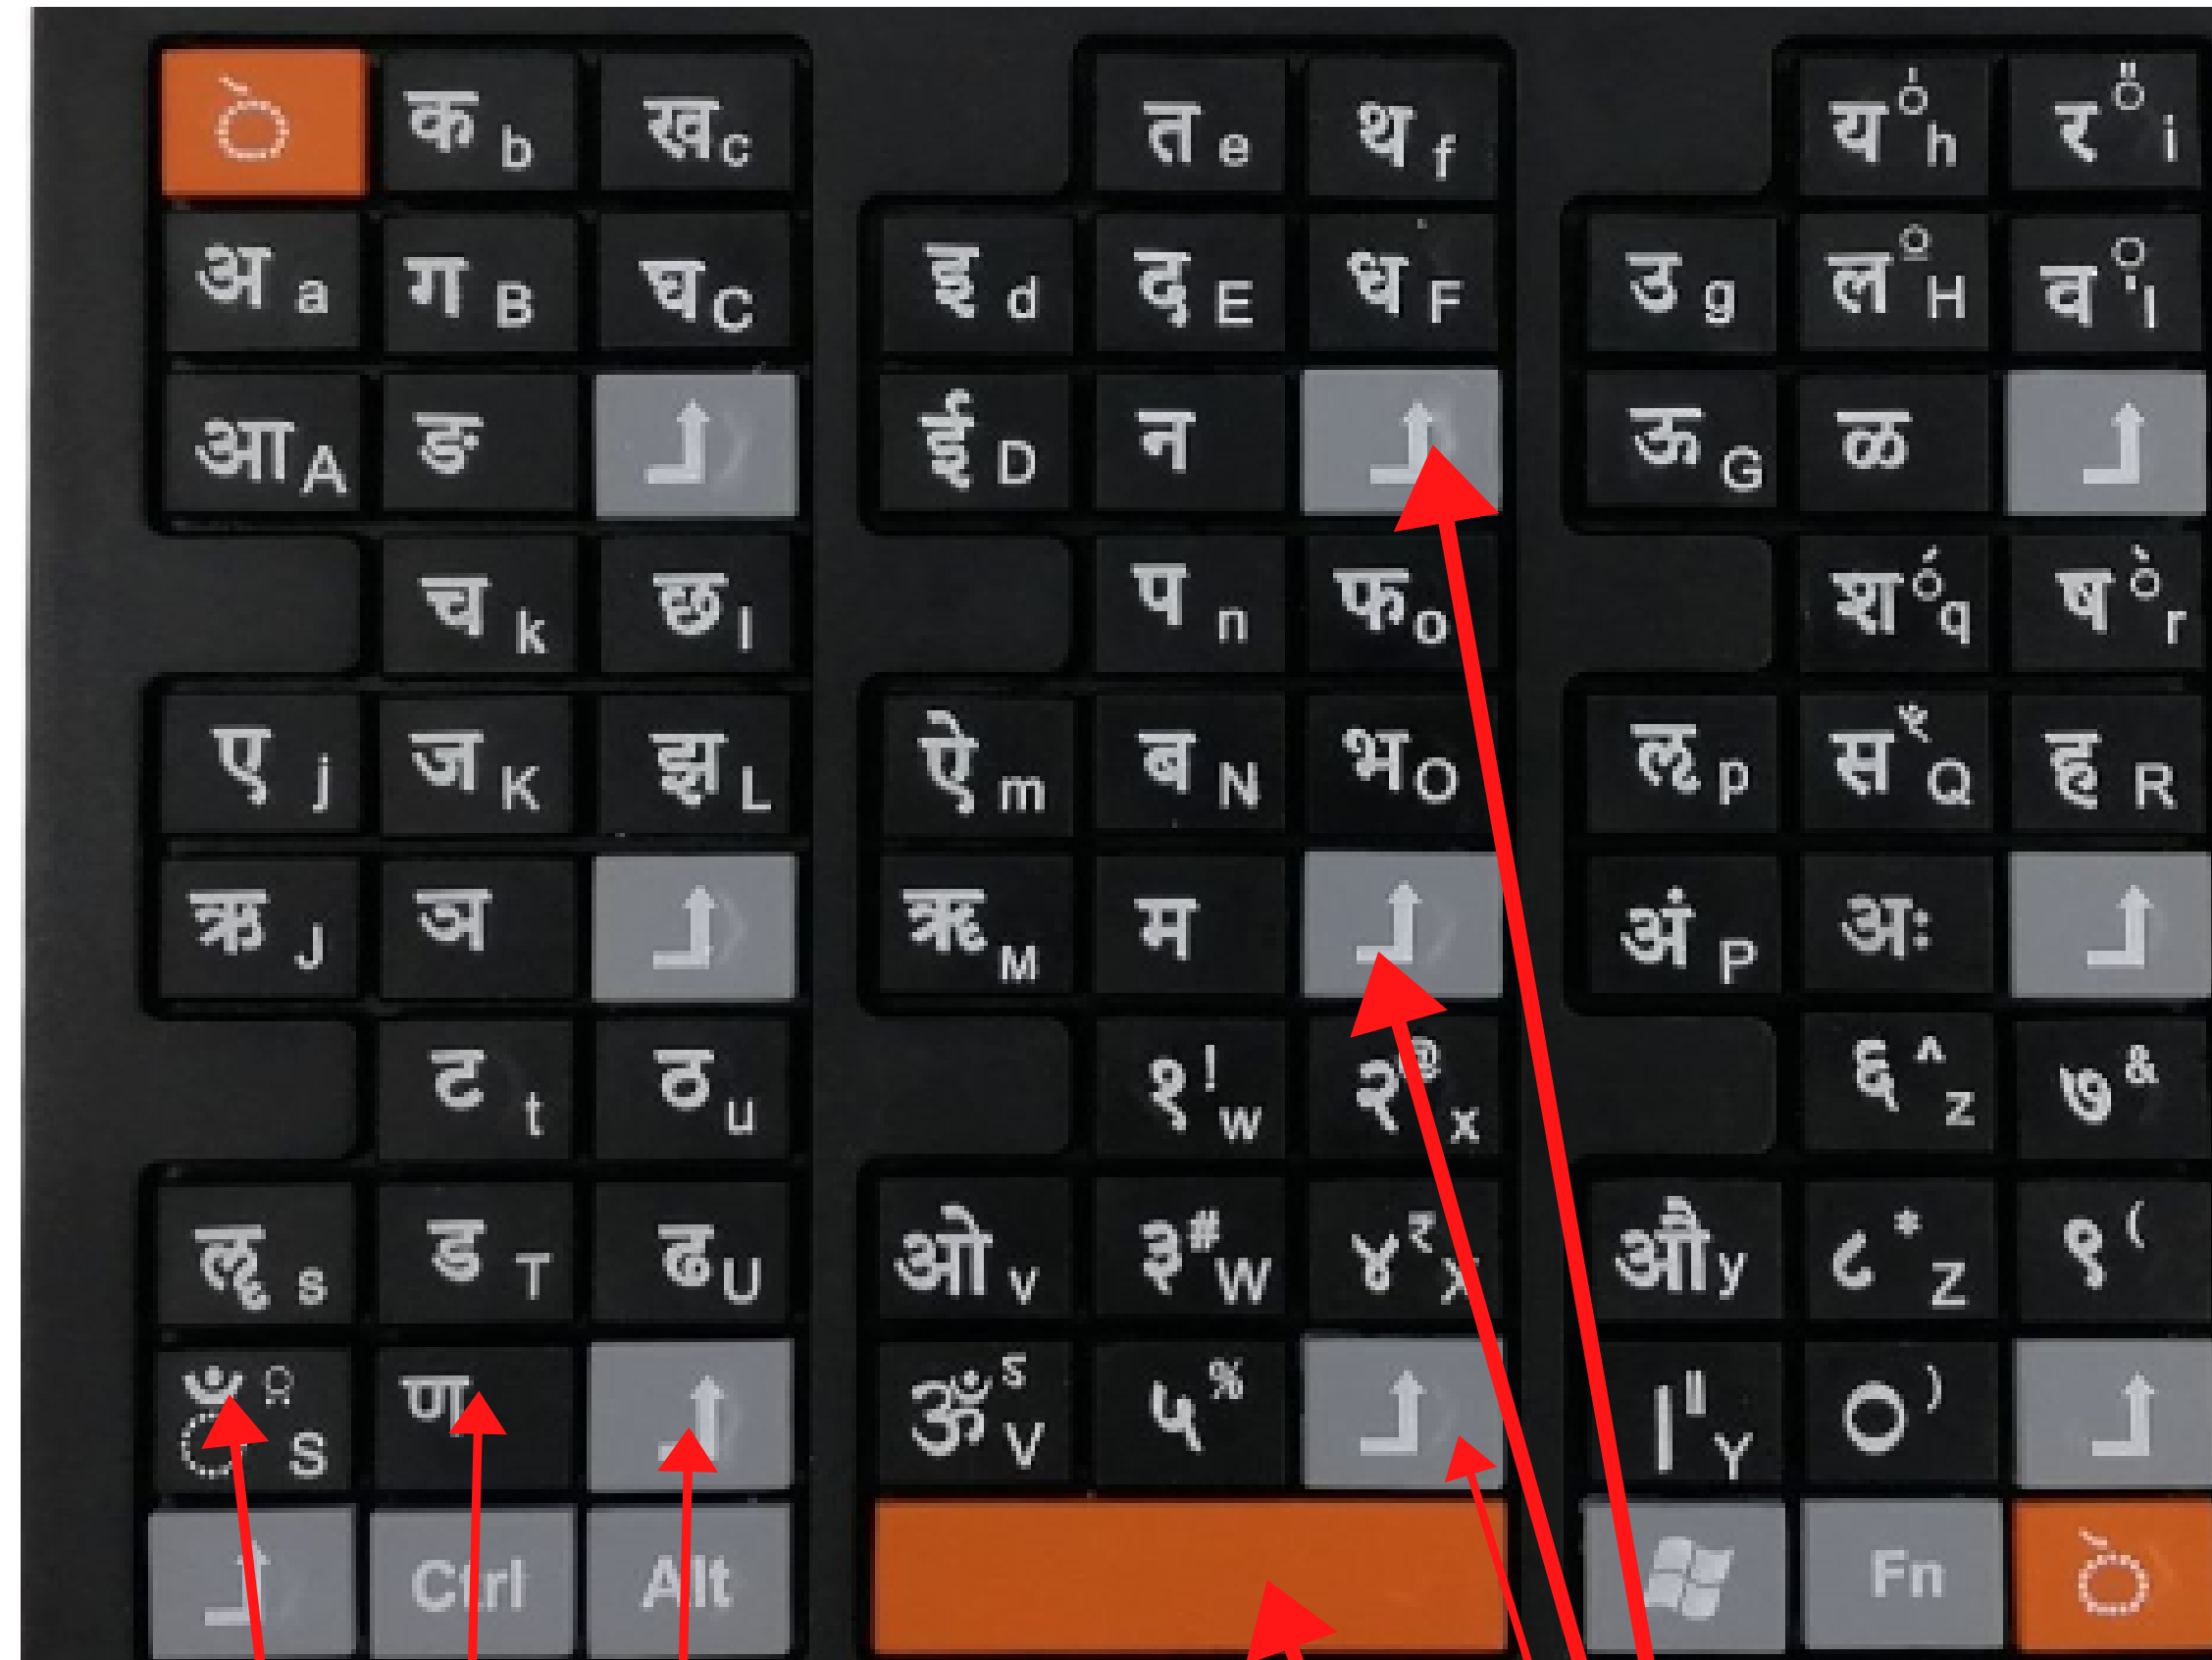 क b ख c त e थ f य h र i
अ a ग B घ C इ d द E ध F उ g ल H व I
आ A ङ ई D न ऊ G ळ
च k छ l प n फ o श q ष r
ए j ज K झ L ऐ m ब N भ O ऌ p स Q ह R
ऋ J ञ ॠ M म अं P अः
ट t ठ u १ ! w २ @ x ६ ^ z ७ &
ॡ s ड T ढ U ओ v ३ # W ४ ₹ X औ y ८ * Z ९ (
ँ S ण ॐ ऽ V ५ % । ॥ Y ० )
Ctrl Alt Fn